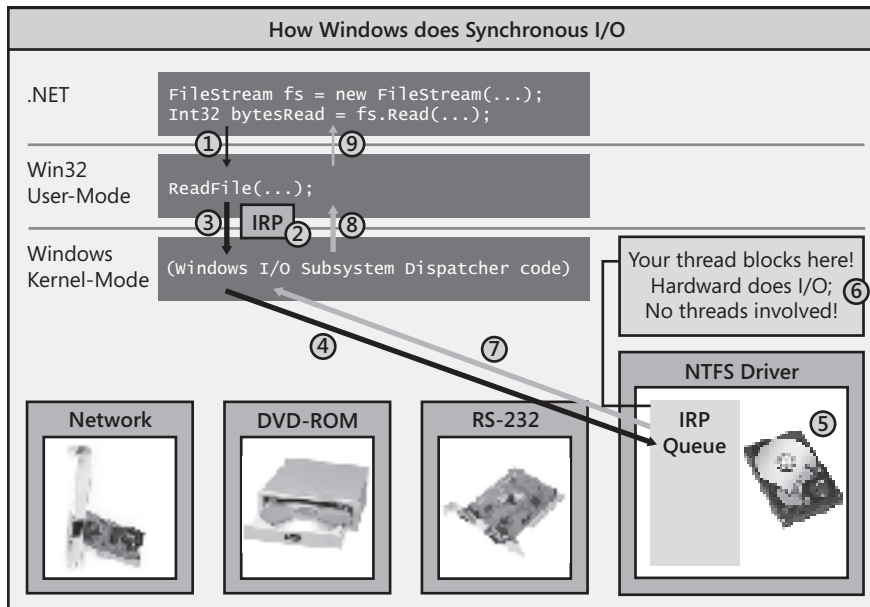 How Windows does Synchronous I/O
.NET
FileStream fs = new FileStream(...);
Int32 bytesRead = fs.Read(...);
1
9
Win32
User-Mode
ReadFile(...);
3
IRP
2
8
Windows
Kernel-Mode
(Windows I/O Subsystem Dispatcher code)
Your thread blocks here!
Hardward does I/O;
No threads involved!
6
4
7
NTFS Driver
IRP
Queue
5
Network
DVD-ROM
RS-232